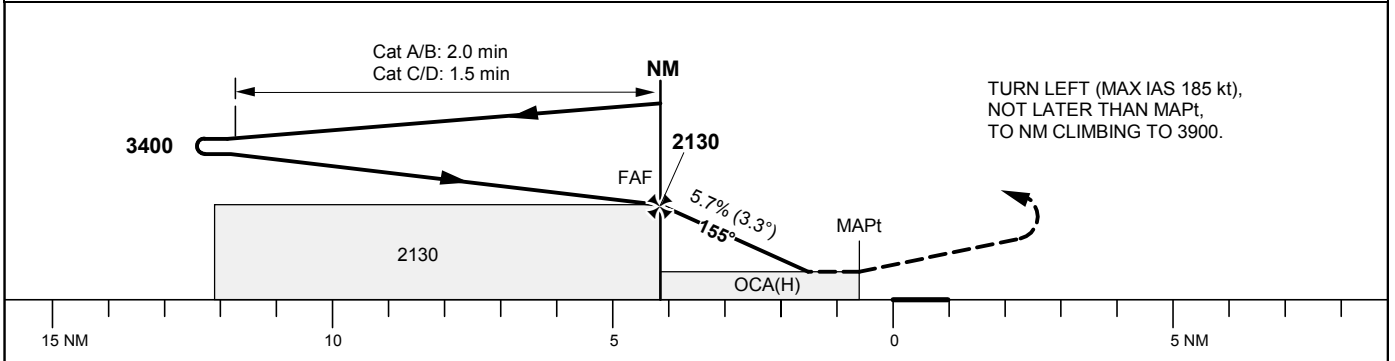 Cat A/B: 2.0 min
Cat C/D: 1.5 min
NM
TURN LEFT (MAX IAS 185 kt),
NOT LATER THAN MAPt,
TO NM CLIMBING TO 3900.
3400
2130
FAF
5.7% (3.3°)
155°
MAPt
2130
OCA(H)
15 NM
10
5
0
5 NM